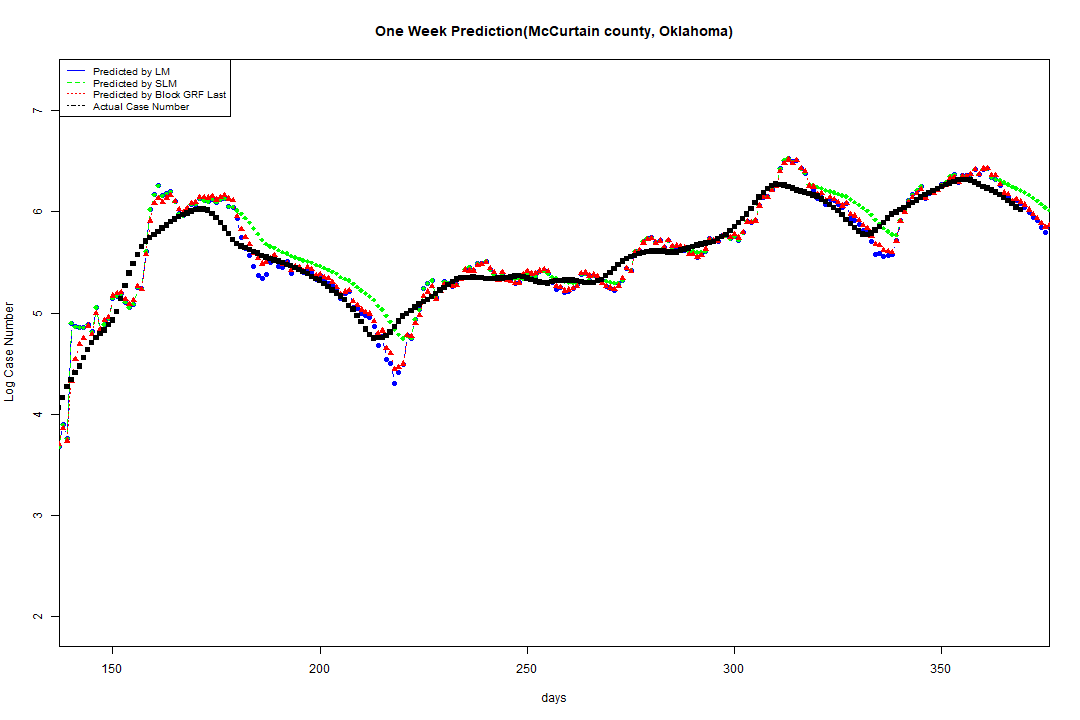 One Week Prediction(McCurtain county, Oklahoma)
Predicted by LM
Predicted by SLM
Predicted by Block GRF Last
Actual Case Number
7
6
5
4
3
2
Log Case Number
150 200 250 300 350
days